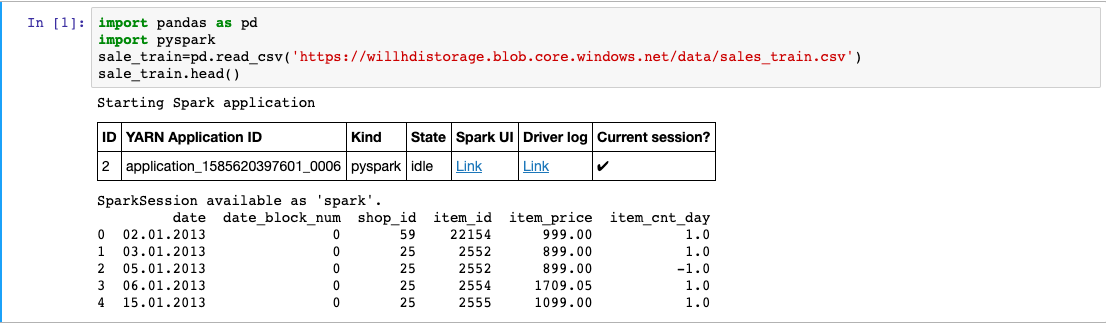 In [1]: import pandas as pd
import pyspark
sale_train=pd.read_csv('https://willhdistorage.blob.core.windows.net/data/sales_train.csv')
sale_train.head()
Starting Spark application
ID YARN Application ID Kind State Spark UI Driver log Current session?
2 application_1585620397601_0006 pyspark idle Link Link ✔
SparkSession available as 'spark'.
date date_block_num shop_id item_id item_price item_cnt_day
0 02.01.2013 0 59 22154 999.00 1.0
1 03.01.2013 0 25 2552 899.00 1.0
2 05.01.2013 0 25 2552 899.00 -1.0
3 06.01.2013 0 25 2554 1709.05 1.0
4 15.01.2013 0 25 2555 1099.00 1.0